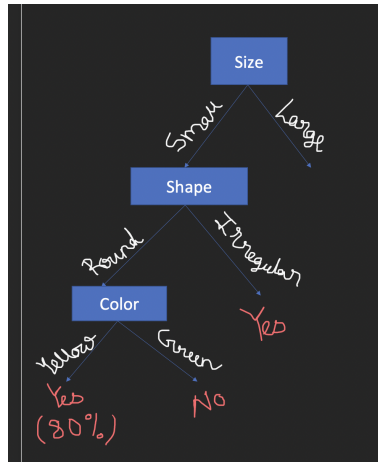 Size
Small
Large
Shape
Round
Irregular
Color
Yes
Yellow
Green
Yes
(80%)
No